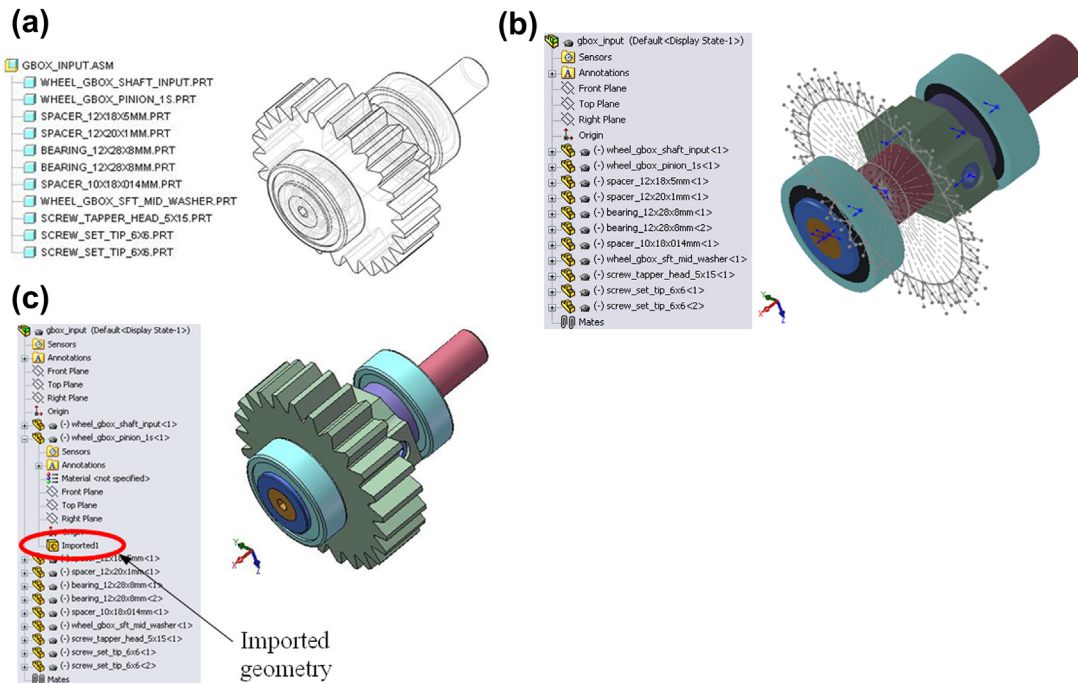 (a)
GBOX_INPUT.ASM
WHEEL_GBOX_SHAFT_INPUT.PRT
WHEEL_GBOX_PINION_1S.PRT
SPACER_12X18X5MM.PRT
SPACER_12X20X1MM.PRT
BEARING_12X28X8MM.PRT
BEARING_12X28X8MM.PRT
SPACER_10X18X014MM.PRT
WHEEL_GBOX_SFT_MID_WASHER.PRT
SCREW_TAPPER_HEAD_5X15.PRT
SCREW_SET_TIP_6X6.PRT
SCREW_SET_TIP_6X6.PRT
(b)
gbox_input (Default<Display State-1>)
Sensors
Annotations
Front Plane
Top Plane
Right Plane
Origin
(-) wheel_gbox_shaft_input<1>
(-) wheel_gbox_pinion_1s<1>
(-) spacer_12x18x5mm<1>
(-) spacer_12x20x1mm<1>
(-) bearing_12x28x8mm<1>
(-) bearing_12x28x8mm<2>
(-) spacer_10x18x014mm<1>
(-) wheel_gbox_sft_mid_washer<1>
(-) screw_tapper_head_5x15<1>
(-) screw_set_tip_6x6<1>
(-) screw_set_tip_6x6<2>
Mates
Y
X
Z
(c)
gbox_input (Default<Display State-1>)
Sensors
Annotations
Front Plane
Top Plane
Right Plane
Origin
(-) wheel_gbox_shaft_input<1>
(-) wheel_gbox_pinion_1s<1>
Sensors
Annotations
Material <not specified>
Front Plane
Top Plane
Right Plane
Origin
Imported1
(-) spacer_12x18x5mm<1>
(-) spacer_12x20x1mm<1>
(-) bearing_12x28x8mm<1>
(-) bearing_12x28x8mm<2>
(-) spacer_10x18x014mm<1>
(-) wheel_gbox_sft_mid_washer<1>
(-) screw_tapper_head_5x15<1>
(-) screw_set_tip_6x6<1>
(-) screw_set_tip_6x6<2>
Mates
Y
X
Z
Imported
geometry